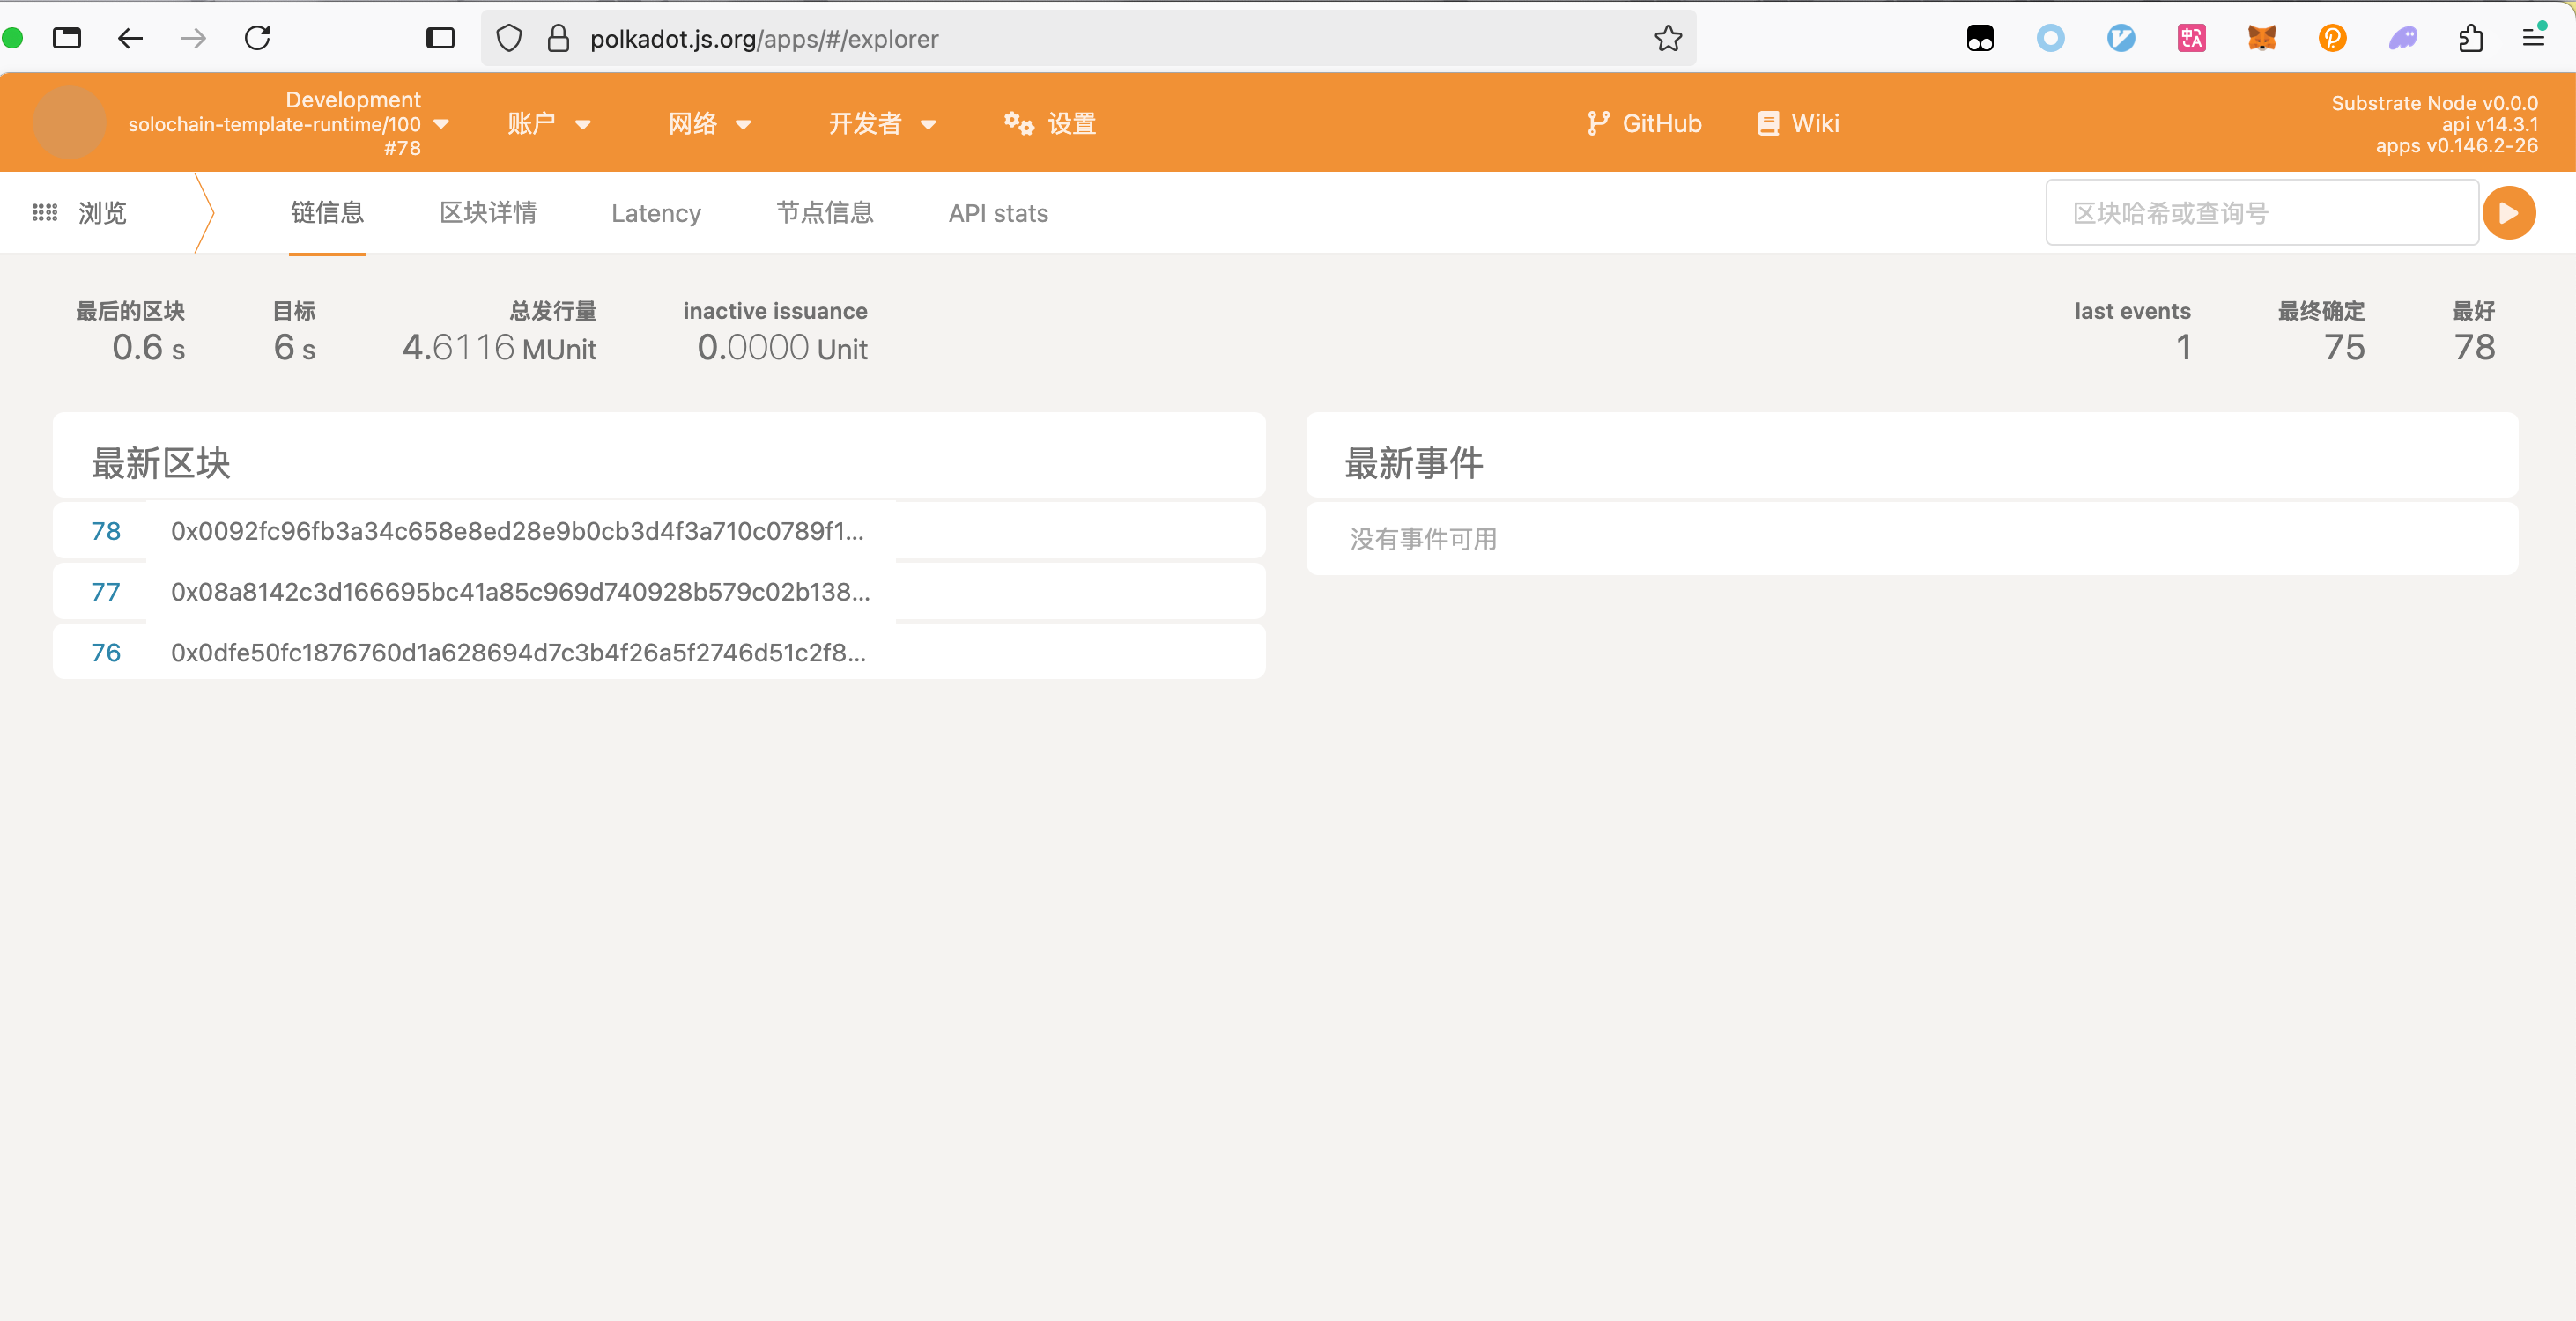 polkadot.js.org/apps/#/explorer
Development
solochain-template-runtime/100
#78
账户
网络
开发者
设置
GitHub
Wiki
Substrate Node v0.0.0
api v14.3.1
apps v0.146.2-26
浏览
链信息
区块详情
Latency
节点信息
API stats
区块哈希或查询号
最后的区块
0.6 s
目标
6 s
总发行量
4.6116 MUnit
inactive issuance
0.0000 Unit
last events
1
最终确定
75
最好
78
最新区块
78 0x0092fc96fb3a34c658e8ed28e9b0cb3d4f3a710c0789f1...
77 0x08a8142c3d166695bc41a85c969d740928b579c02b138...
76 0x0dfe50fc1876760d1a628694d7c3b4f26a5f2746d51c2f8...
最新事件
没有事件可用